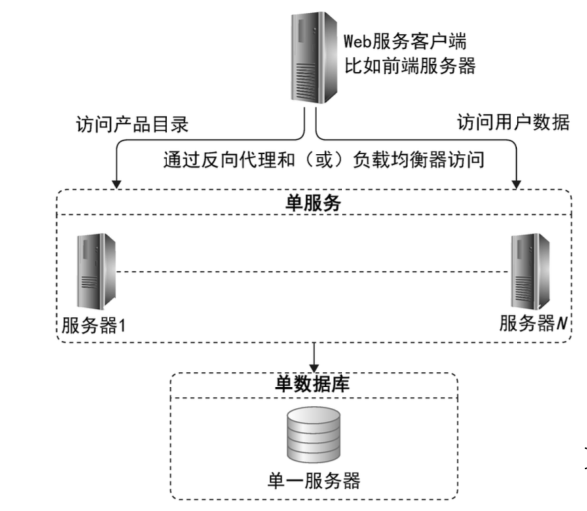 Web服务客户端
比如前端服务器
访问产品目录
访问用户数据
通过反向代理和（或）负载均衡器访问
单服务
服务器1
服务器N
单数据库
单一服务器